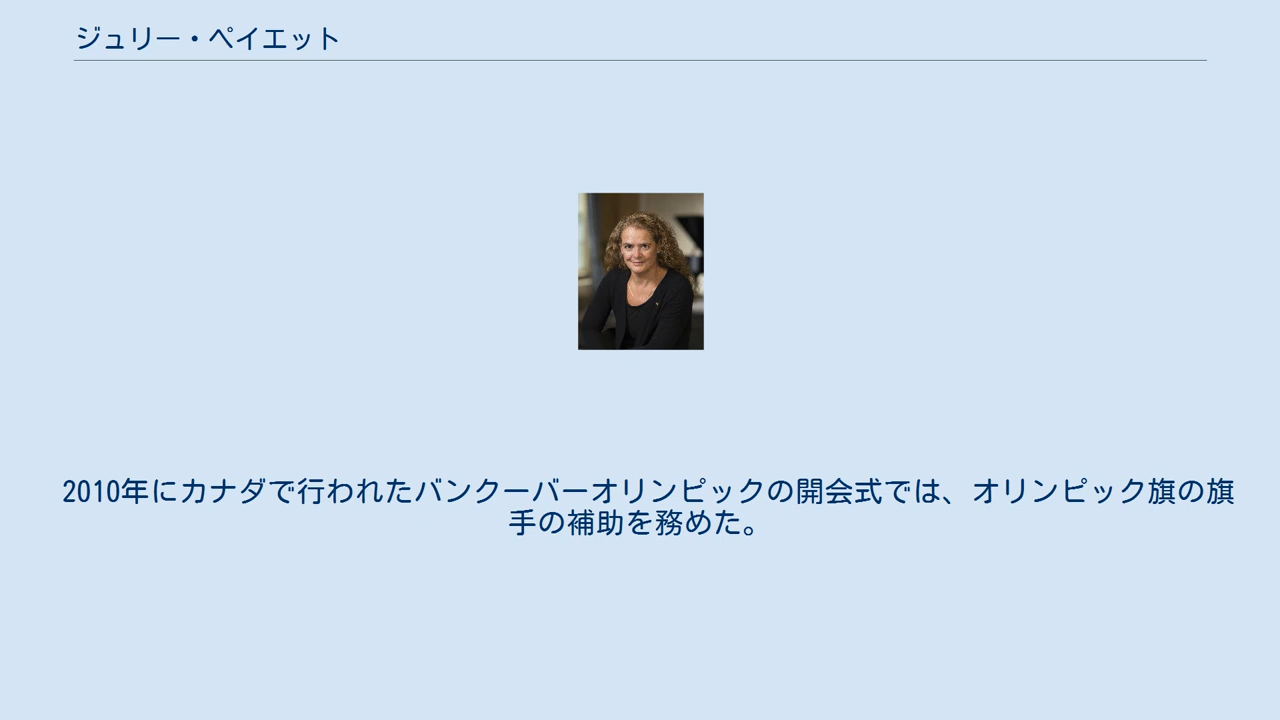 ジュリー・ペイエット
2010年にカナダで行われたバンクーバーオリンピックの開会式では、オリンピック旗の旗
手の補助を務めた。